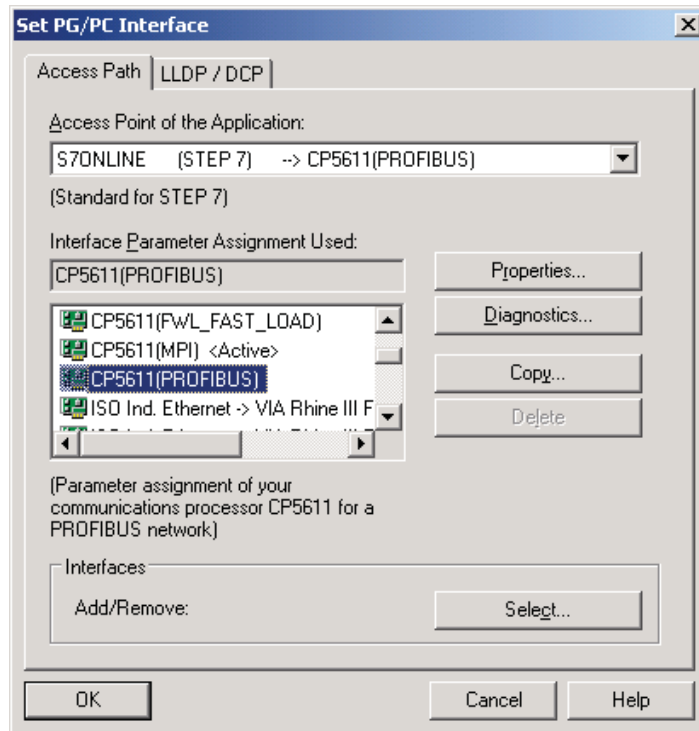 Set PG/PC Interface
Access Path
LLDP / DCP
Access Point of the Application:
S7ONLINE (STEP 7) --> CP5611(PROFIBUS)
(Standard for STEP 7)
Interface Parameter Assignment Used:
CP5611(PROFIBUS)
Properties...
CP5611(FWL_FAST_LOAD)
Diagnostics...
CP5611(MPI) <Active>
CP5611(PROFIBUS)
Copy...
ISO Ind. Ethernet -> VIA Rhine III F
Delete
(Parameter assignment of your
communications processor CP5611 for a
PROFIBUS network)
Interfaces
Add/Remove:
Select...
OK
Cancel
Help